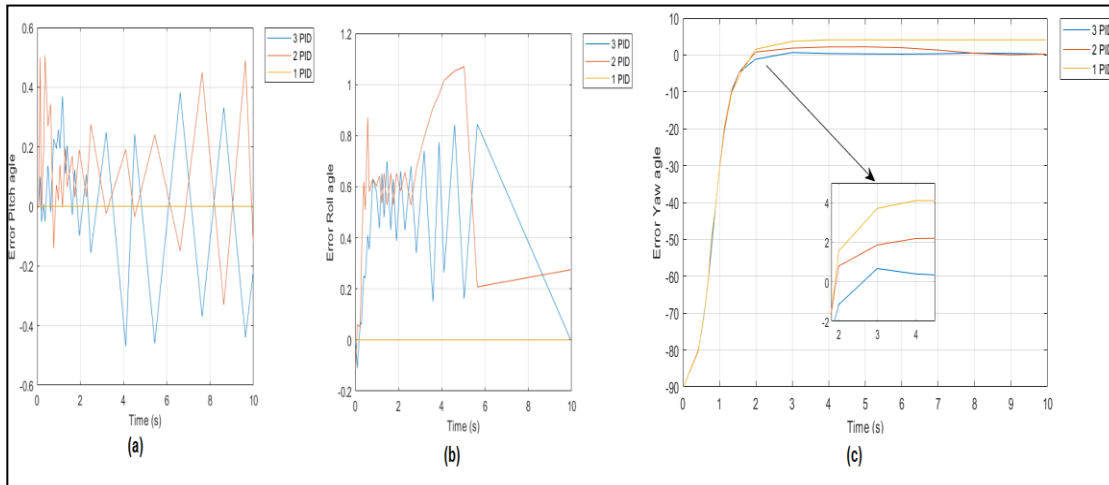 0.6
0.4
0.2
0
-0.2
-0.4
-0.6
Error Pitch agle
0 2 4 6 8 10
Time (s)
3 PID
2 PID
1 PID
(a)
1.2
1
0.8
0.6
0.4
0.2
0
-0.2
Error Roll agle
0 2 4 6 8 10
Time (s)
3 PID
2 PID
1 PID
(b)
10
0
-10
-20
-30
-40
-50
-60
-70
-80
-90
Error Yaw agle
0 1 2 3 4 5 6 7 8 9 10
Time (s)
4
2
0
-2
2 3 4
3 PID
2 PID
1 PID
(c)